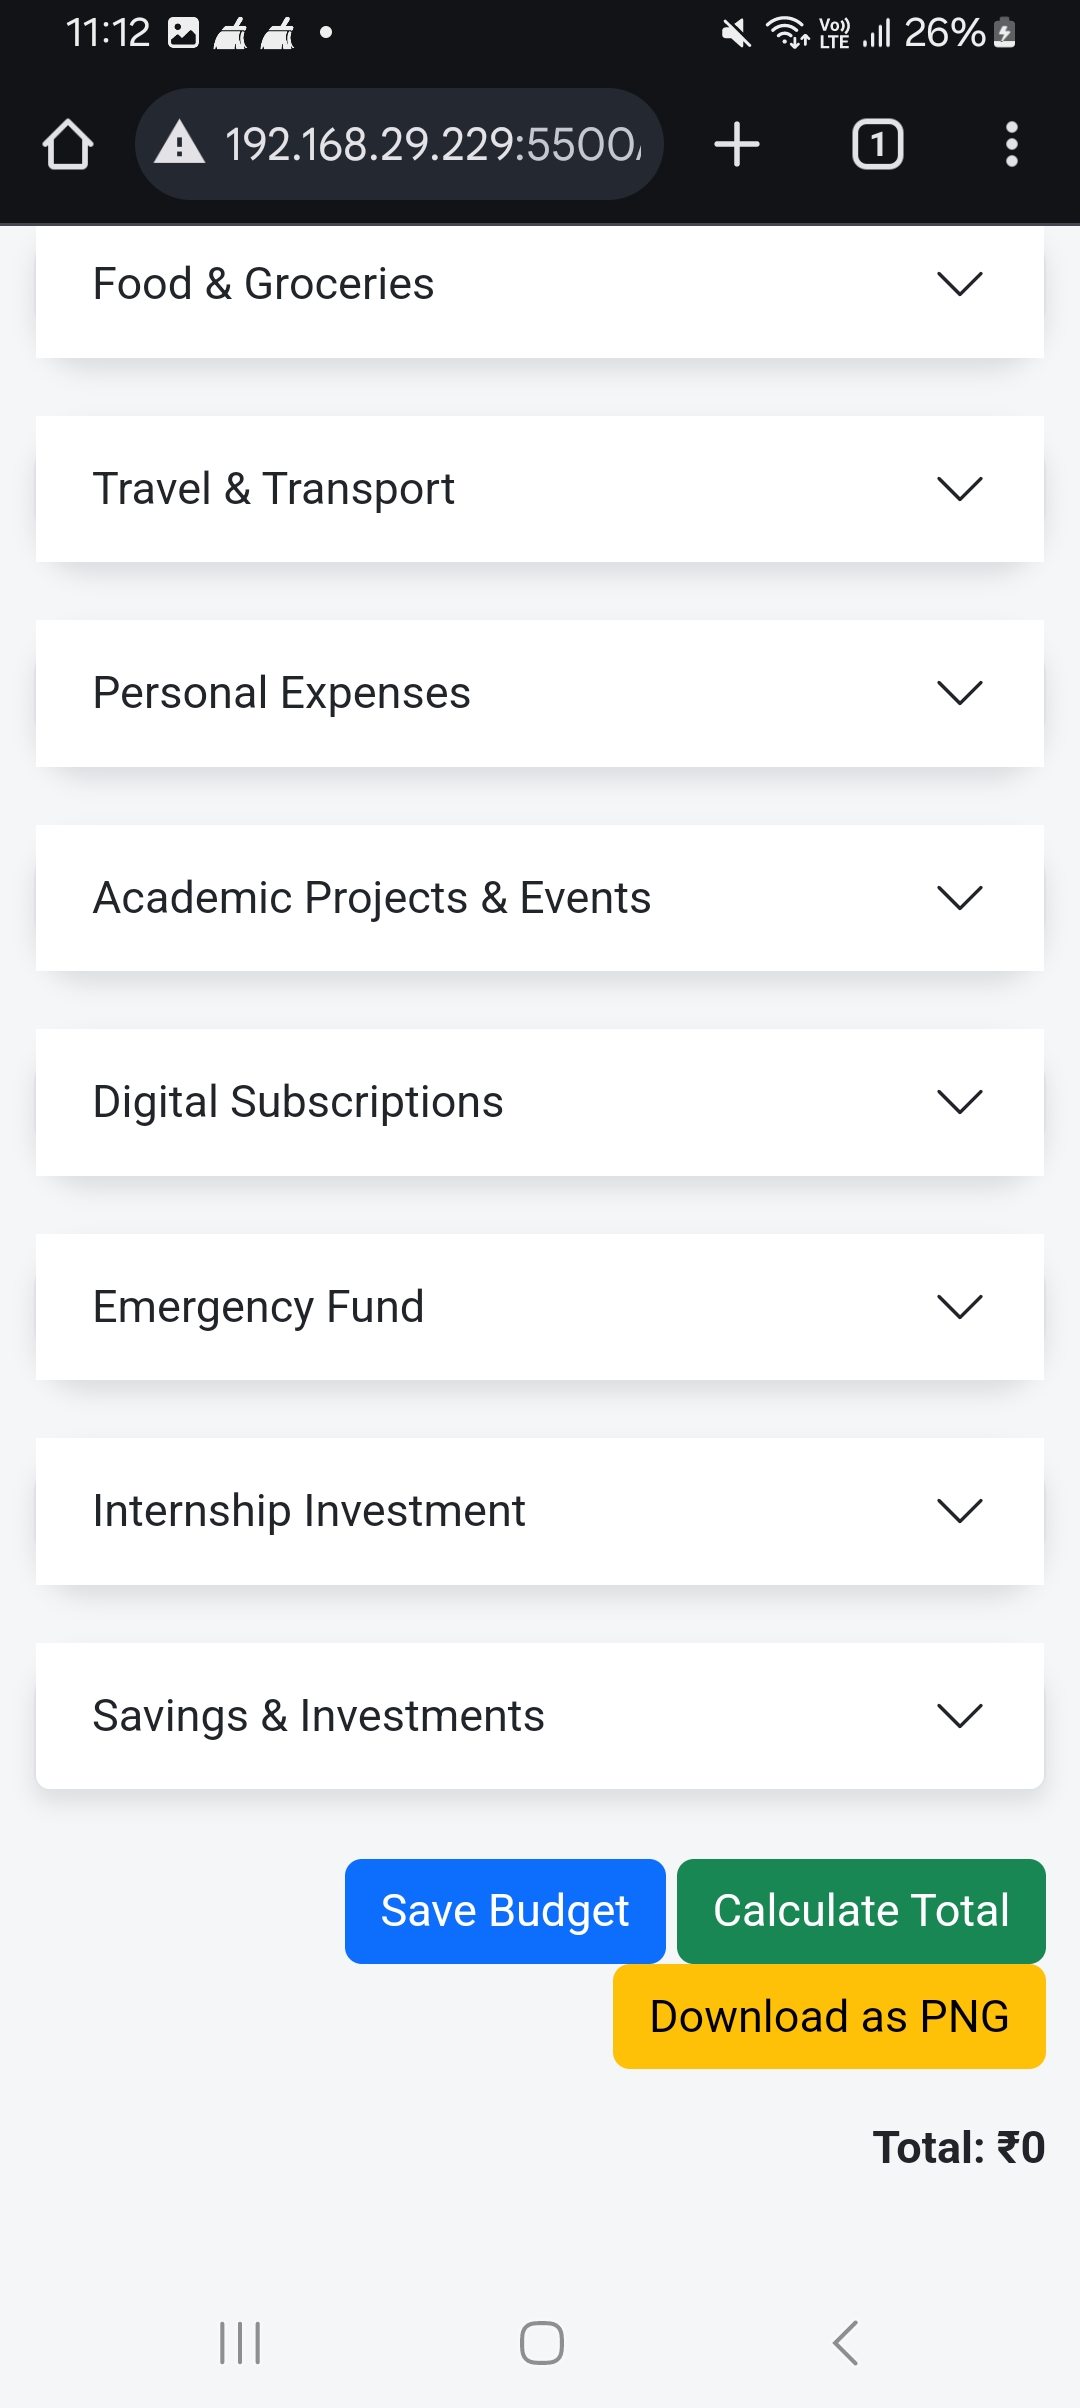 11:12 Vo)) LTE 26%
192.168.29.229:5500/ 1
Food & Groceries
Travel & Transport
Personal Expenses
Academic Projects & Events
Digital Subscriptions
Emergency Fund
Internship Investment
Savings & Investments
Save Budget Calculate Total
Download as PNG
Total: ₹0